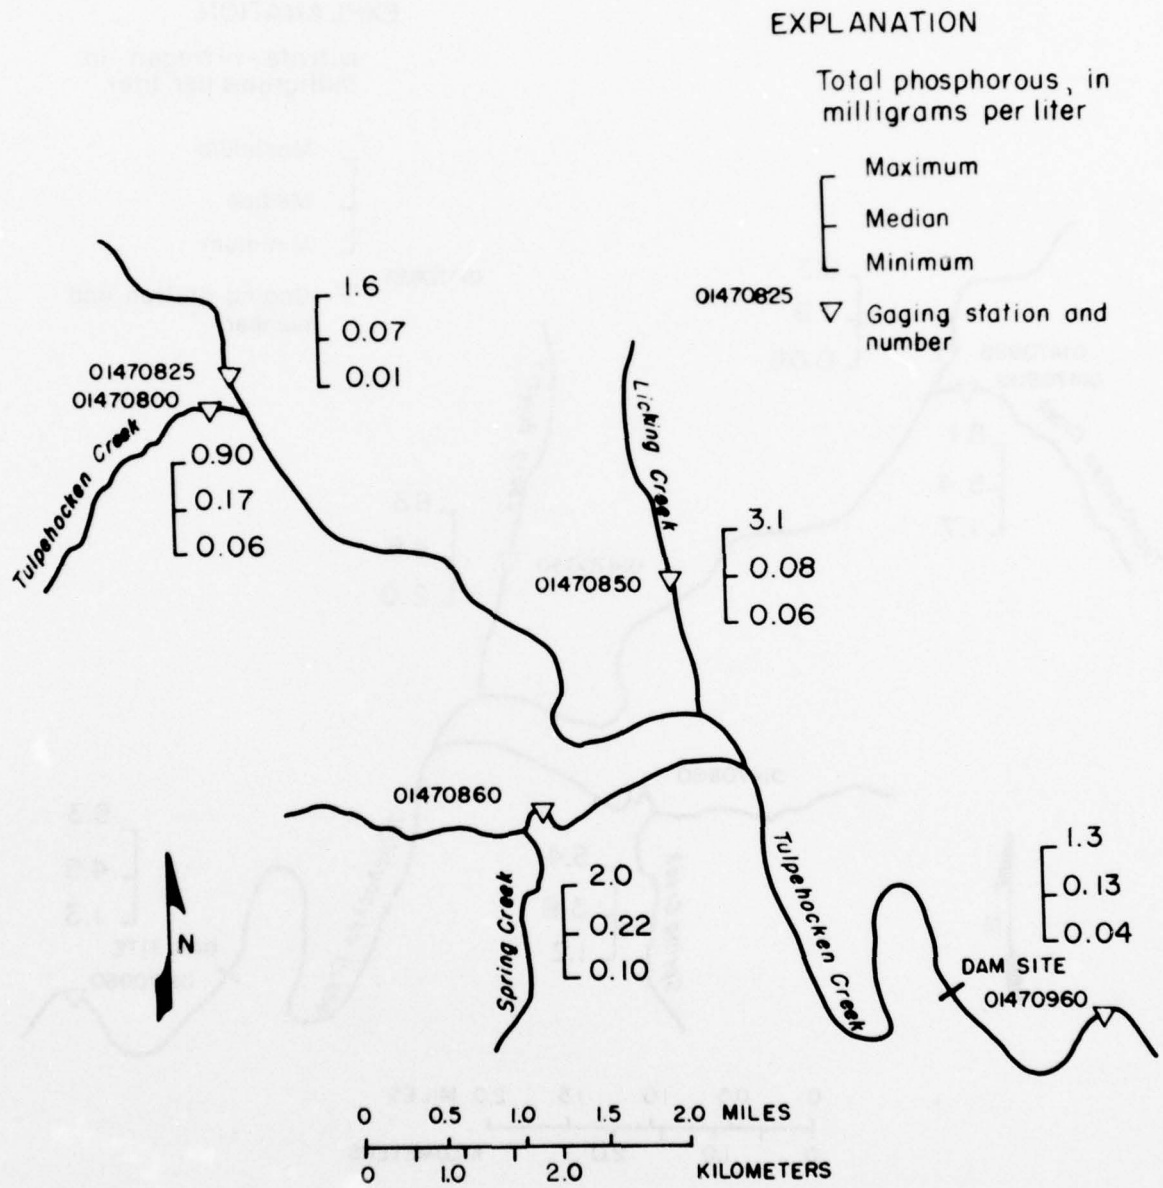 EXPLANATION
Total phosphorous, in
milligrams per liter
Maximum
Median
Minimum
01470825
Gaging station and
number
1.6
0.07
0.01
01470825
01470800
Tulpehocken Creek
0.90
0.17
0.06
Licking Creek
3.1
0.08
0.06
01470850
01470860
Spring Creek
2.0
0.22
0.10
Tulpehocken Creek
1.3
0.13
0.04
DAM SITE
01470960
N
0 0.5 1.0 1.5 2.0 MILES
0 1.0 2.0 KILOMETERS